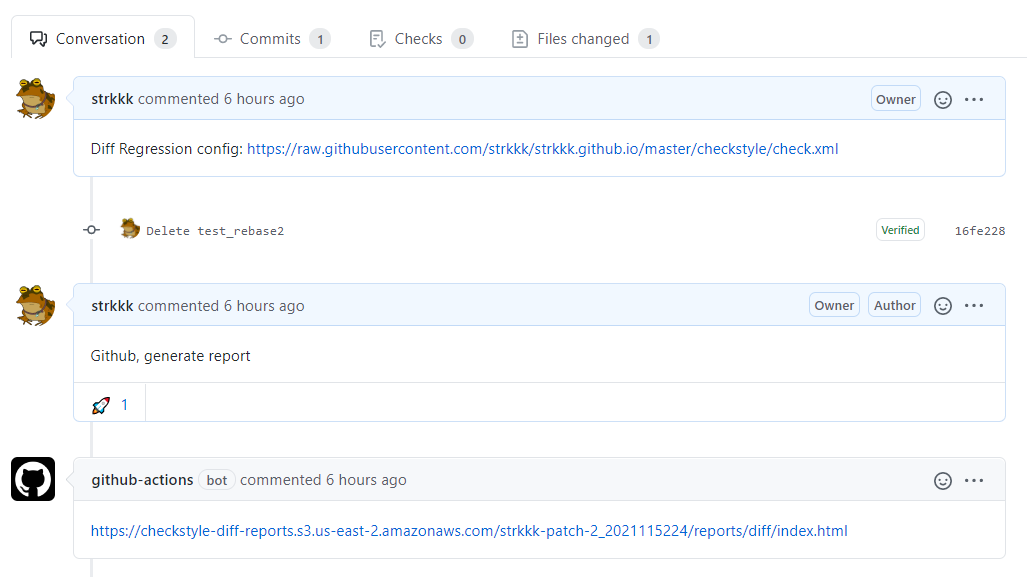 Conversation 2 Commits 1 Checks 0 Files changed 1
strkkk commented 6 hours ago Owner
Diff Regression config: https://raw.githubusercontent.com/strkkk/strkkk.github.io/master/checkstyle/check.xml
Delete test_rebase2 Verified 16fe228
strkkk commented 6 hours ago Owner Author
Github, generate report
1
github-actions bot commented 6 hours ago
https://checkstyle-diff-reports.s3.us-east-2.amazonaws.com/strkkk-patch-2_2021115224/reports/diff/index.html